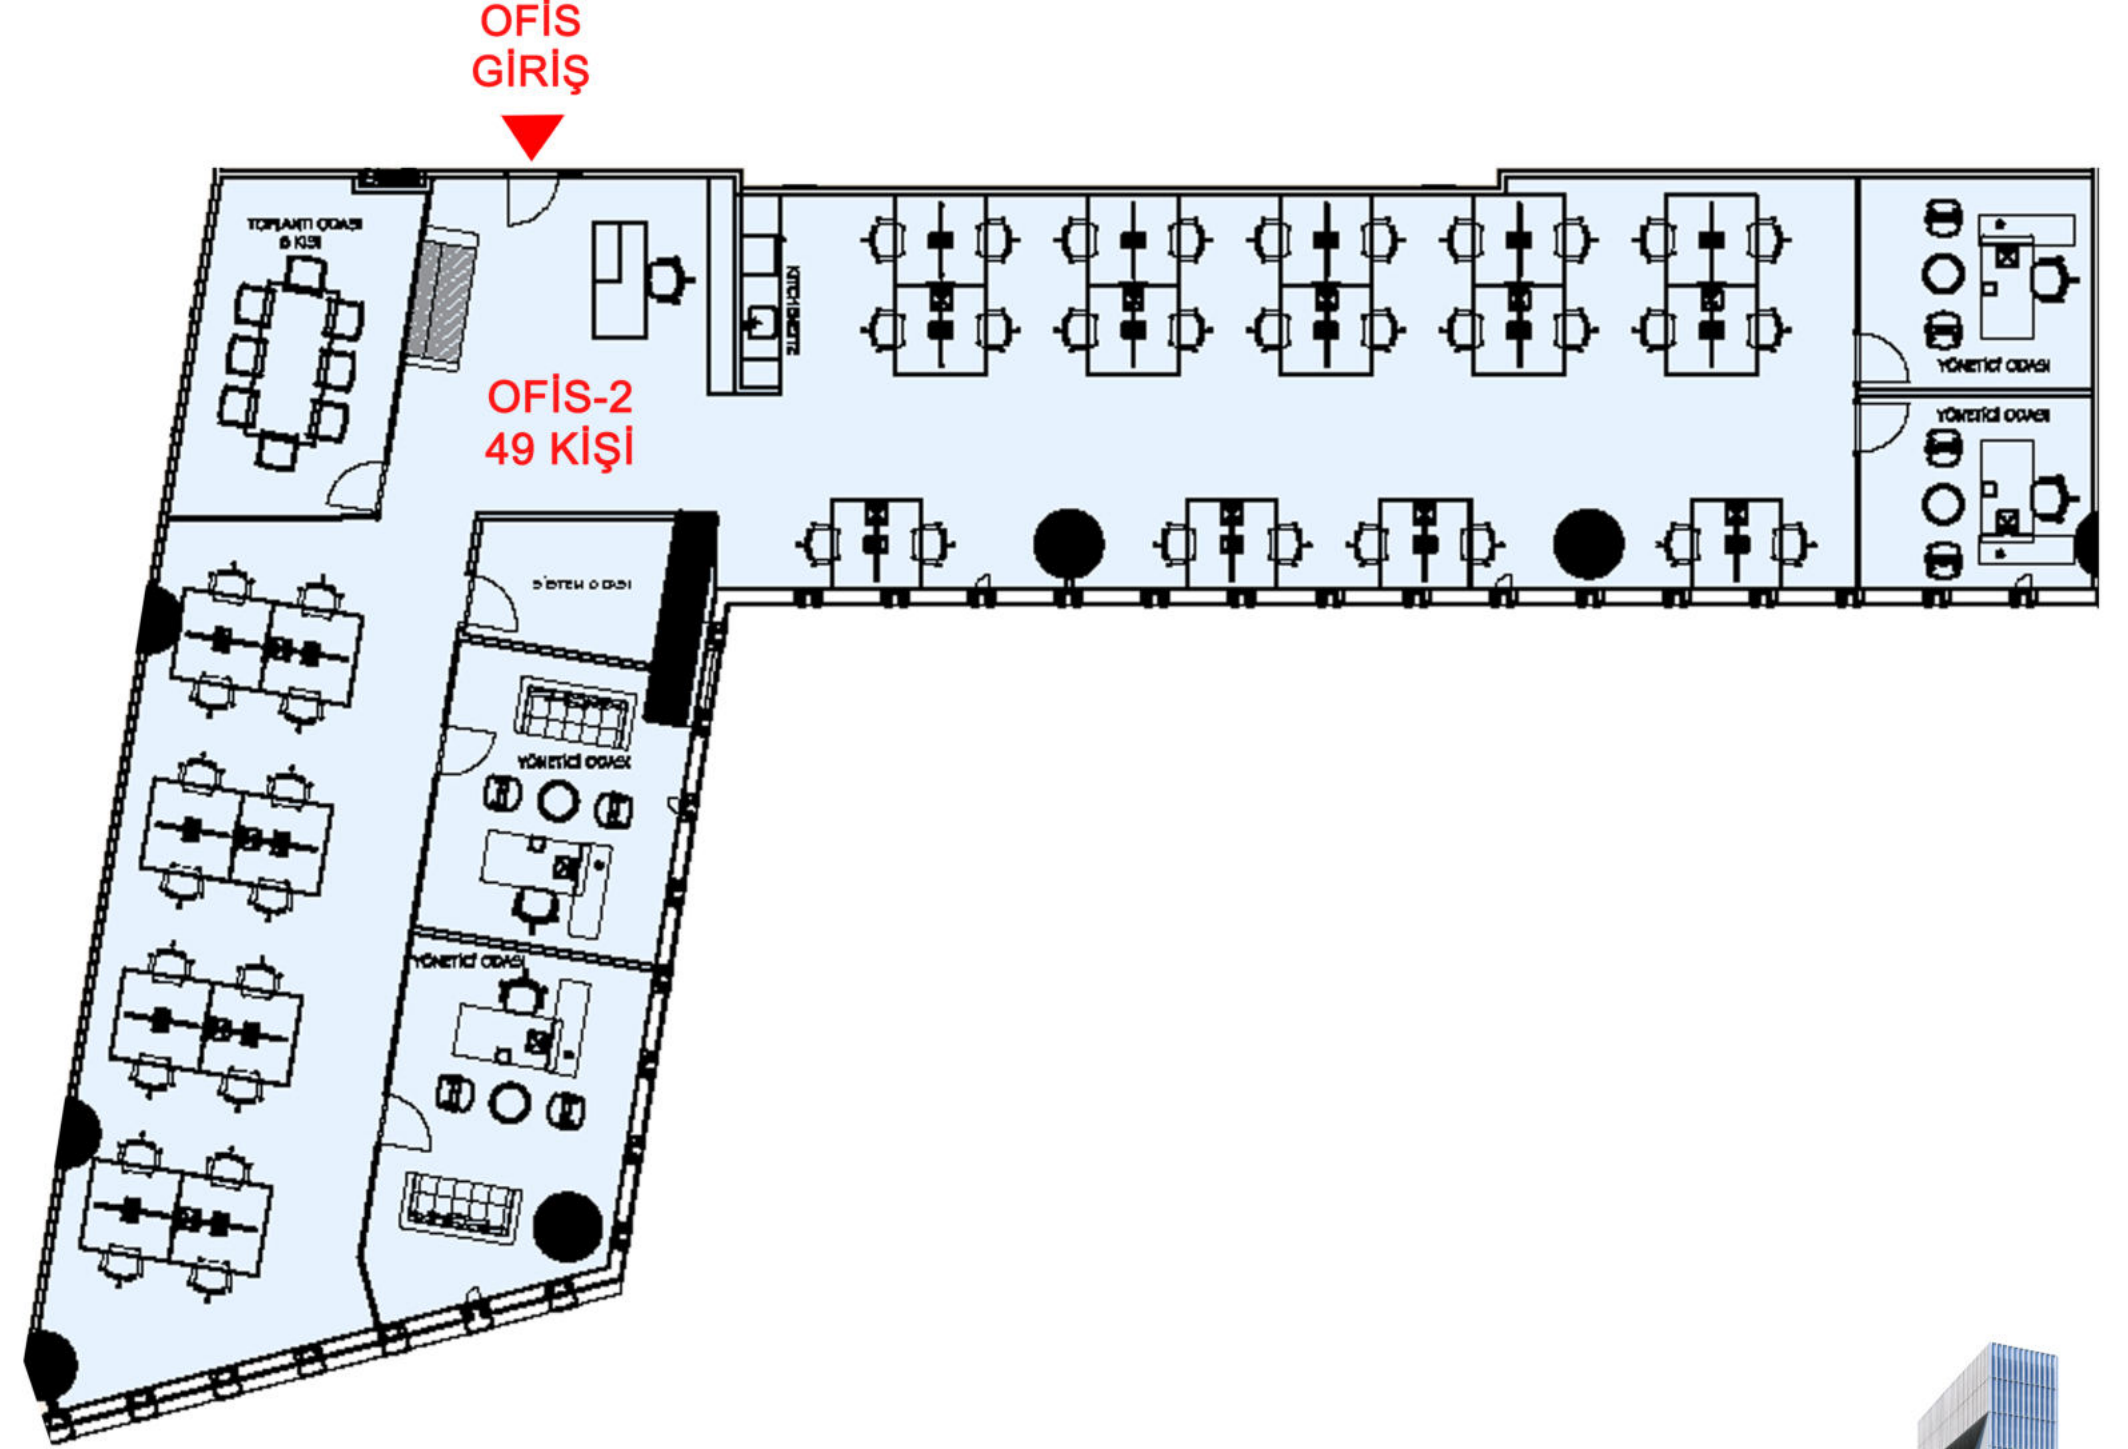 OFİS
GİRİŞ
TOPLANTI ODASI
KİŞİ
KITCHENETTE
YÖNETİCİ ODASI
OFİS-2
49 KİŞİ
YÖNETİCİ ODASI
SİSTEM ODASI
YÖNETİCİ ODASI
YÖNETİCİ ODASI